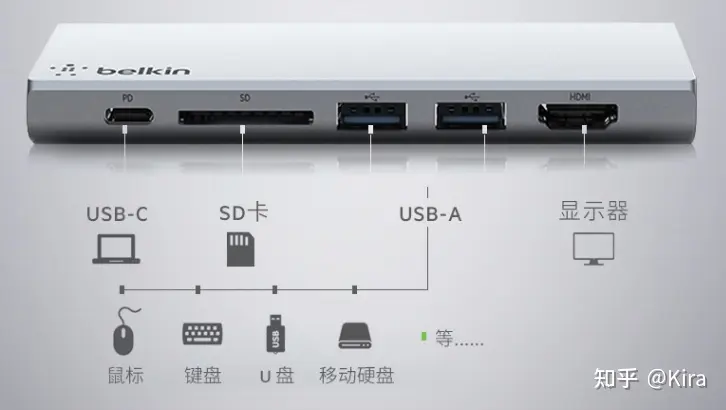 belkin
PD
SD
HDMI
USB-C
SD卡
USB-A
显示器
USB
鼠标
键盘
U盘
移动硬盘
等......
知乎 @Kira